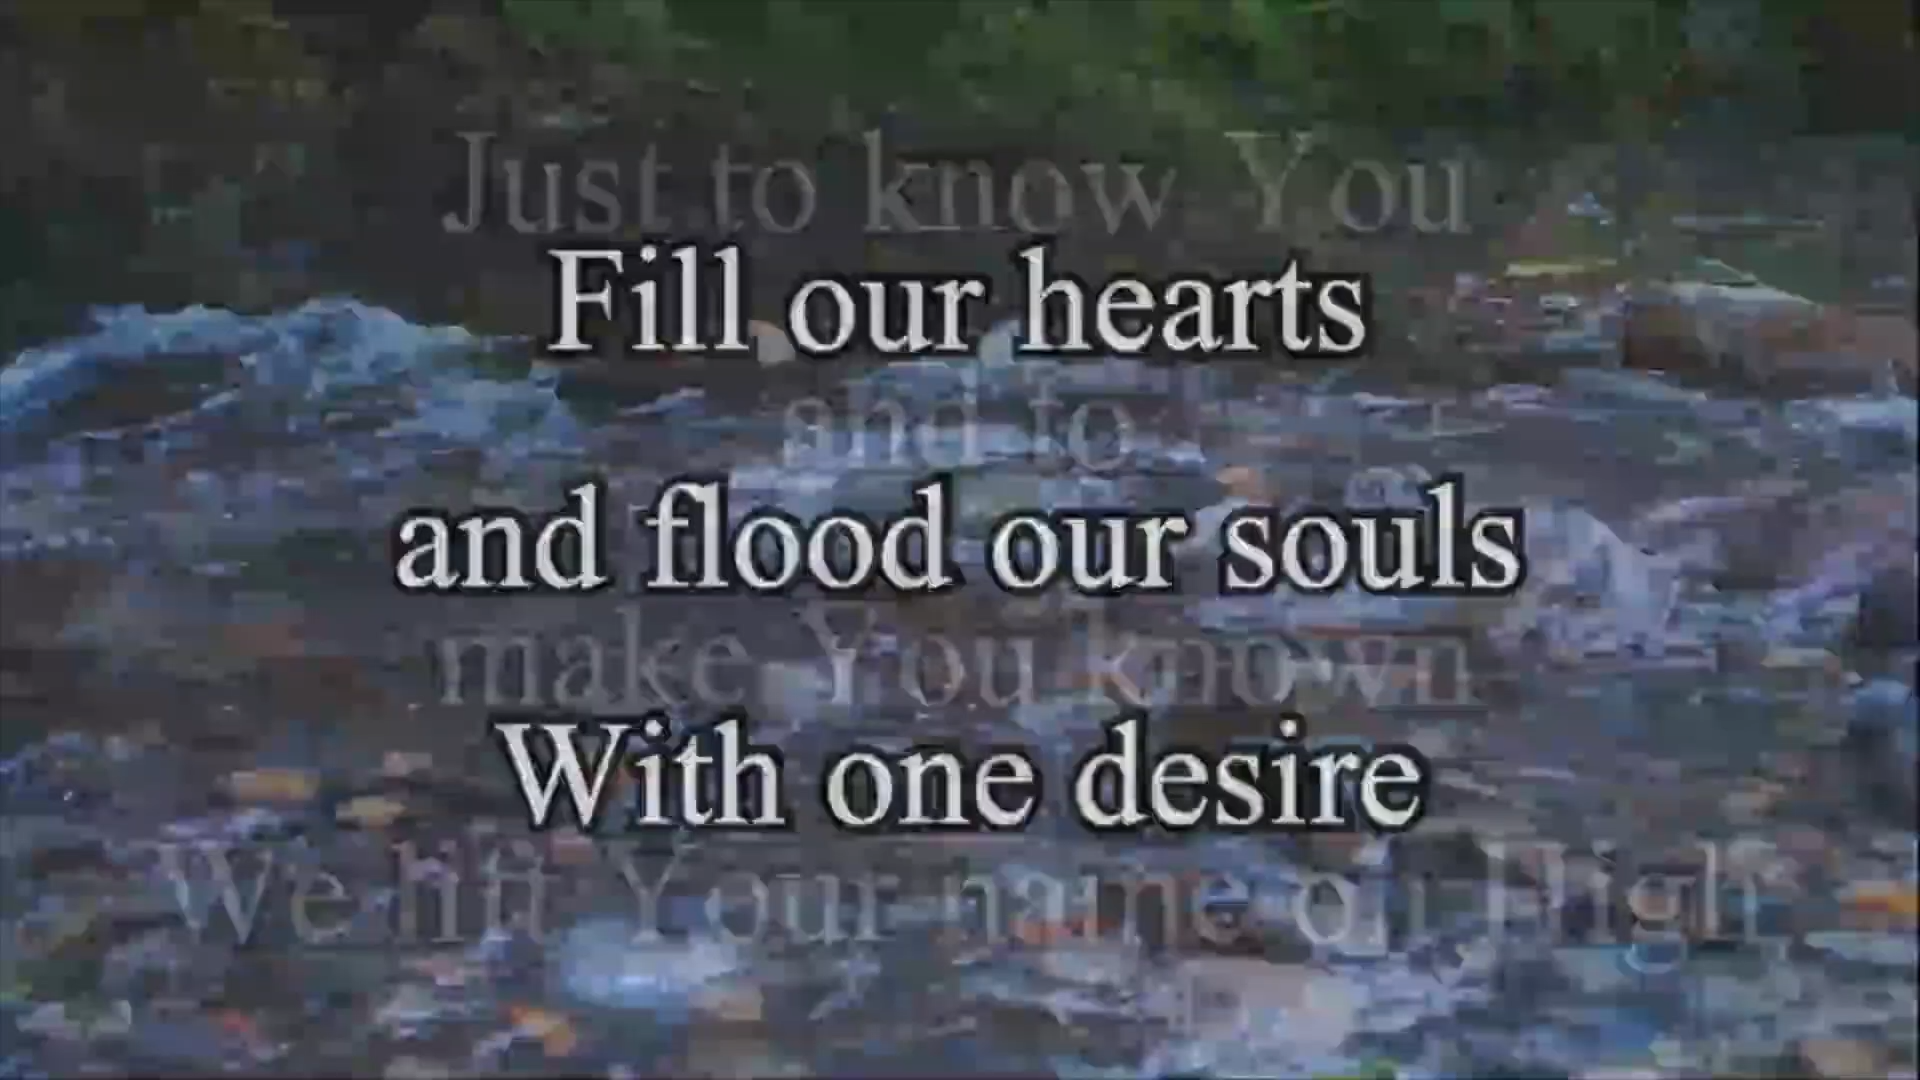 Just to know You
Fill our hearts
and to
and flood our souls
make You known
With one desire
We lift Your name on High